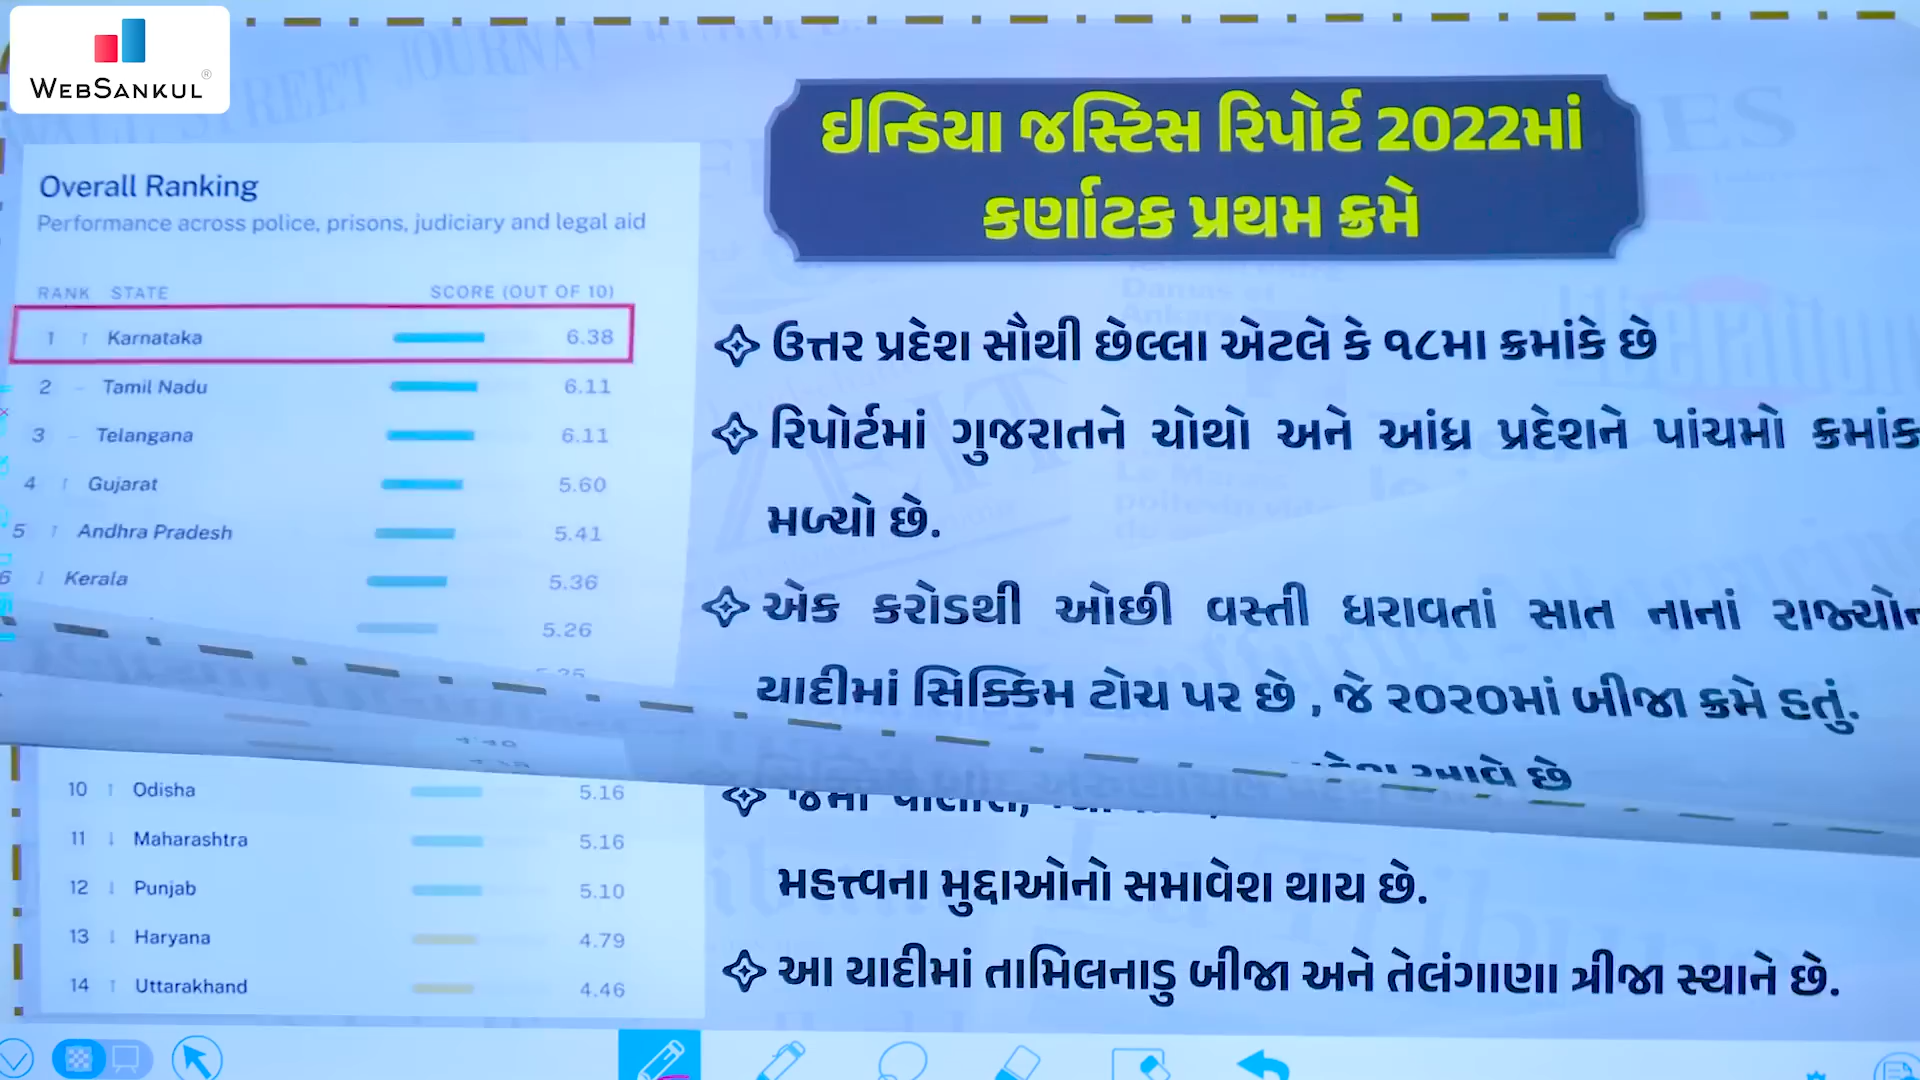 WEBSANKUL®
ઇન્ડિયા જસ્ટિસ રિપોર્ટ 2022માં
કર્ણાટક પ્રથમ ક્રમે
Overall Ranking
Performance across police, prisons, judiciary and legal aid
RANK STATE SCORE (OUT OF 10)
1 ↑ Karnataka 6.38
2 – Tamil Nadu 6.11
3 – Telangana 6.11
4 ↑ Gujarat 5.60
5 ↑ Andhra Pradesh 5.41
6 ↓ Kerala 5.36
5.26
10 ↑ Odisha 5.16
11 ↓ Maharashtra 5.16
12 ↓ Punjab 5.10
13 ↓ Haryana 4.79
14 ↑ Uttarakhand 4.46
ઉત્તર પ્રદેશ સૌથી છેલ્લા એટલે કે ૧૮મા ક્રમાંકે છે
રિપોર્ટમાં ગુજરાતને ચોથો અને આંધ્ર પ્રદેશને પાંચમો ક્રમાંક
મળ્યો છે.
એક કરોડથી ઓછી વસ્તી ધરાવતાં સાત નાનાં
યાદીમાં સિક્કિમ ટોચ પર છે , જે ૨૦૨૦માં બીજા ક્રમે હતું.
આવે છે
મહત્ત્વના મુદ્દાઓનો સમાવેશ થાય છે.
આ યાદીમાં તામિલનાડુ બીજા અને તેલંગાણા ત્રીજા સ્થાને છે.